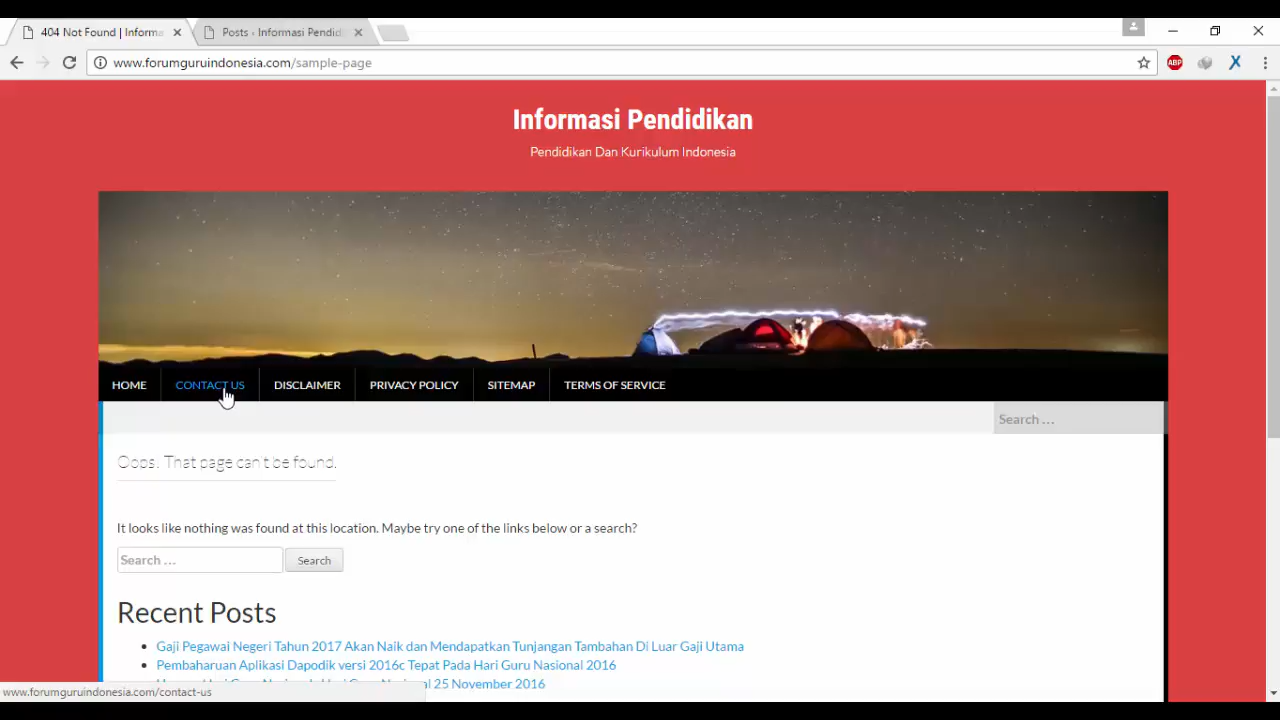 404 Not Found | Informa
Posts ‹ Informasi Pendidi
www.forumguruindonesia.com/sample-page
ABP
Informasi Pendidikan
Pendidikan Dan Kurikulum Indonesia
HOME CONTACT US DISCLAIMER PRIVACY POLICY SITEMAP TERMS OF SERVICE
Search …
Oops. That page can't be found.
It looks like nothing was found at this location. Maybe try one of the links below or a search?
Search … Search
Recent Posts
Gaji Pegawai Negeri Tahun 2017 Akan Naik dan Mendapatkan Tunjangan Tambahan Di Luar Gaji Utama
Pembaharuan Aplikasi Dapodik versi 2016c Tepat Pada Hari Guru Nasional 2016
25 November 2016
www.forumguruindonesia.com/contact-us